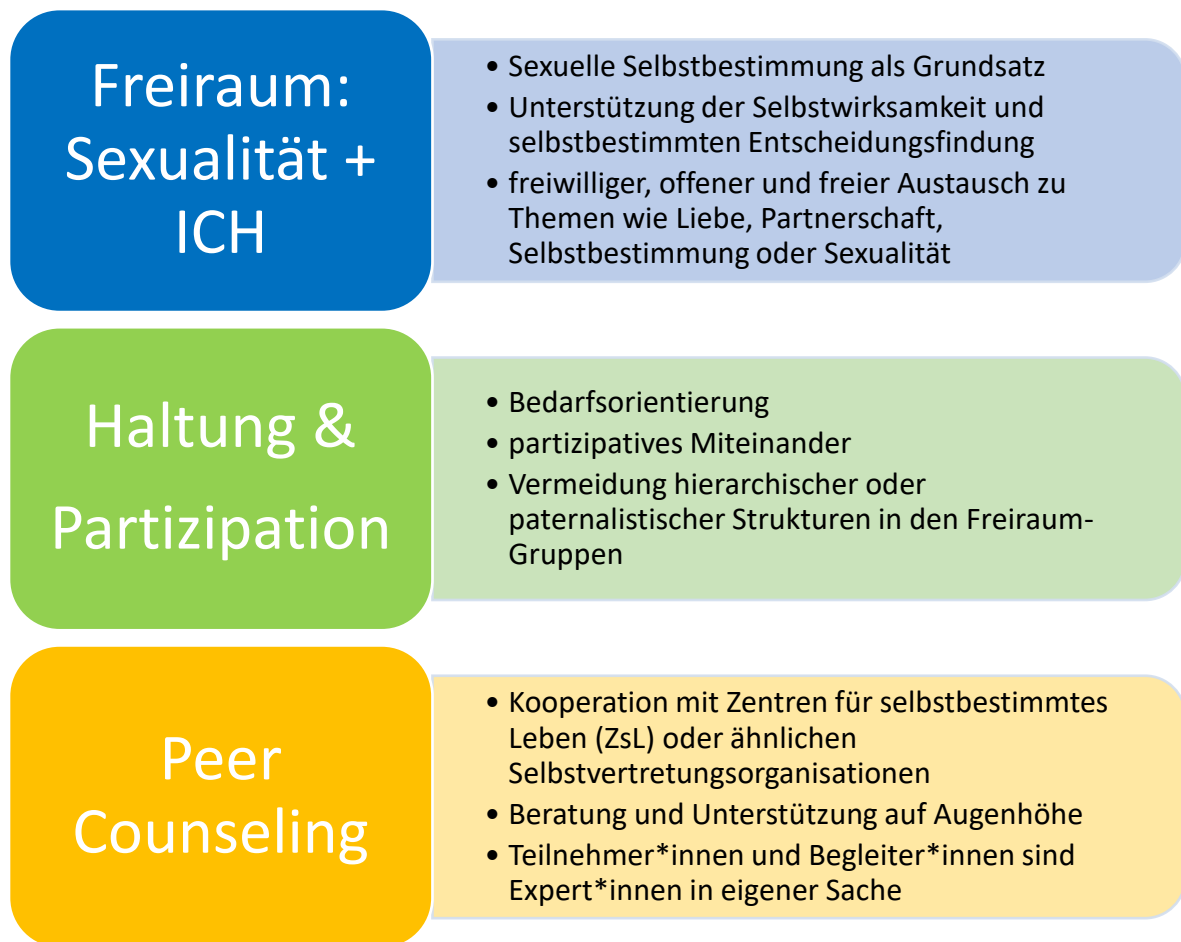 Freiraum:
Sexualität +
ICH
• Sexuelle Selbstbestimmung als Grundsatz
• Unterstützung der Selbstwirksamkeit und
selbstbestimmten Entscheidungsfindung
• freiwilliger, offener und freier Austausch zu
Themen wie Liebe, Partnerschaft,
Selbstbestimmung oder Sexualität
Haltung &
Partizipation
• Bedarfsorientierung
• partizipatives Miteinander
• Vermeidung hierarchischer oder
paternalistischer Strukturen in den Freiraum-
Gruppen
Peer
Counseling
• Kooperation mit Zentren für selbstbestimmtes
Leben (ZsL) oder ähnlichen
Selbstvertretungsorganisationen
• Beratung und Unterstützung auf Augenhöhe
• Teilnehmer*innen und Begleiter*innen sind
Expert*innen in eigener Sache